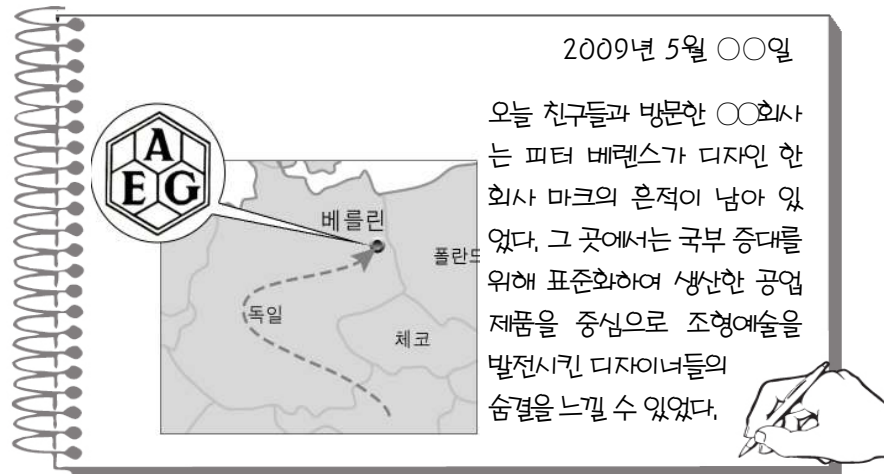 2009년 5월 ○○일
오늘 친구들과 방문한 ○○회사
는 피터 베렌스가 디자인 한
회사 마크의 흔적이 남아 있
었다. 그 곳에서는 국부 증대를
위해 표준화하여 생산한 공업
제품을 중심으로 조형예술을
발전시킨 디자이너들의
숨결을 느낄 수 있었다.
A
E G
베를린
폴란드
독일
체코